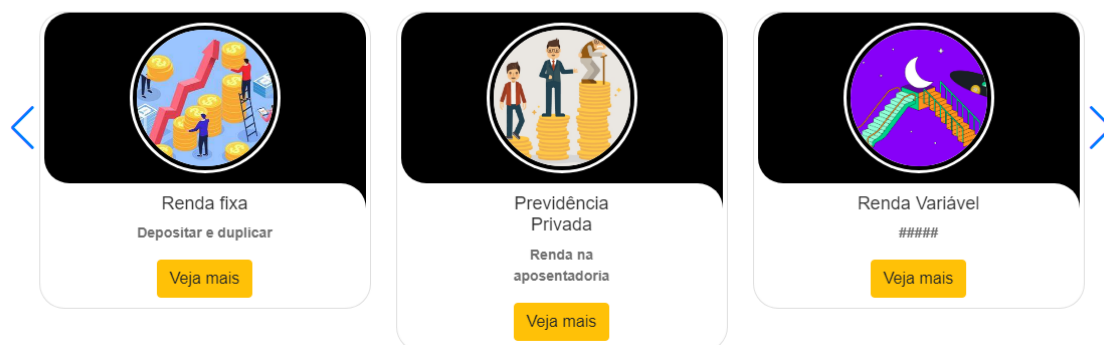 Renda fixa
Depositar e duplicar
Veja mais
Previdência
Privada
Renda na
aposentadoria
Veja mais
Renda Variável
#####
Veja mais